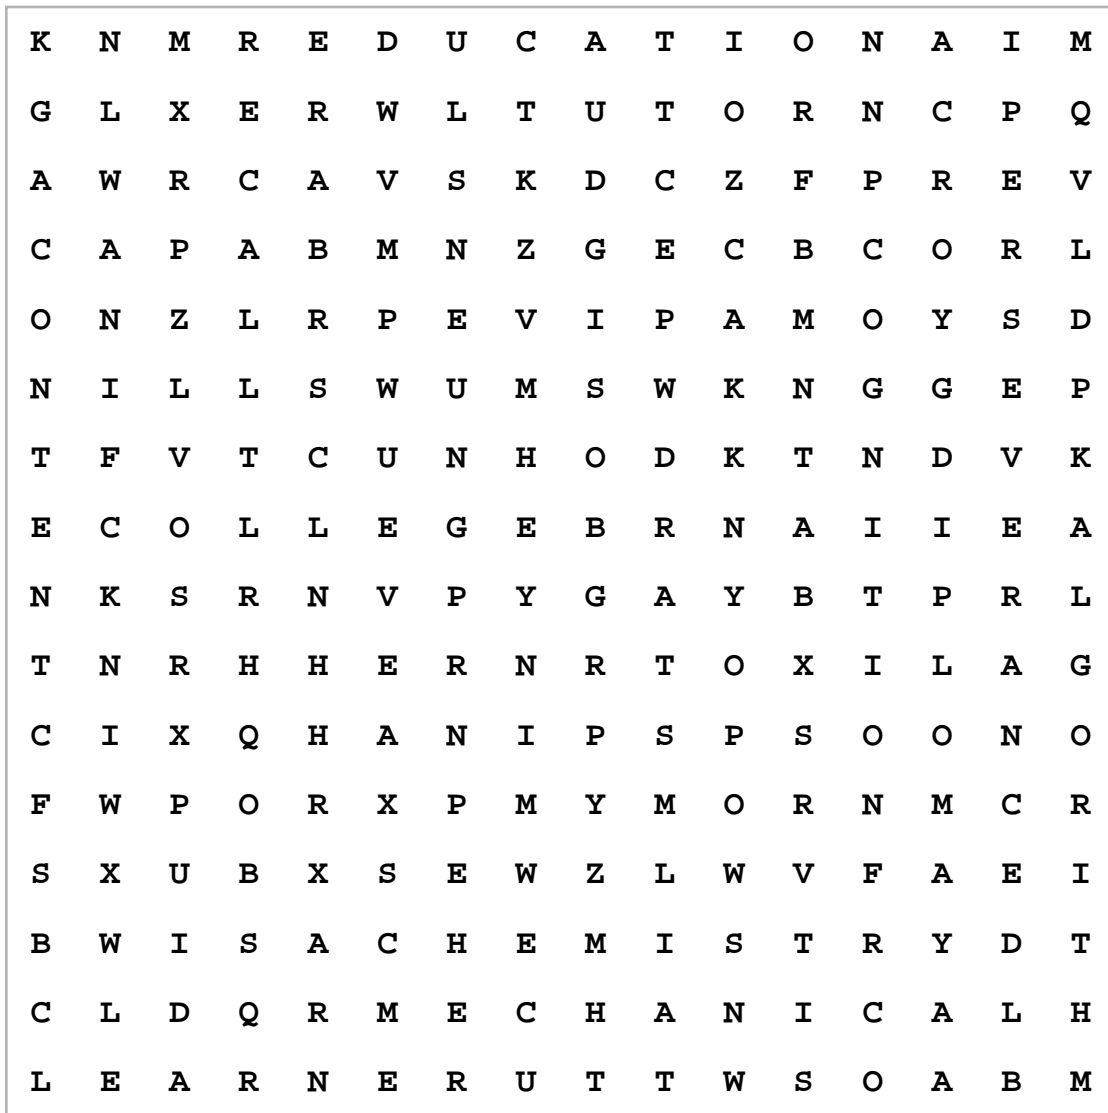 K N M R E D U C A T I O N A I M
G L X E R W L T U T O R N C P Q
A W R C A V S K D C Z F P R E V
C A P A B M N Z G E C B C O R L
O N Z L R P E V I P A M O Y S D
N I L L S W U M S W K N G G E P
T F V T C U N H O D K T N D V K
E C O L L E G E B R N A I I E A
N K S R N V P Y G A Y B T P R L
T N R H H E R N R T O X I L A G
C I X Q H A N I P S P S O O N O
F W P O R X P M Y M O R N M C R
S X U B X S E W Z L W V F A E I
B W I S A C H E M I S T R Y D T
C L D Q R M E C H A N I C A L H
L E A R N E R U T T W S O A B M